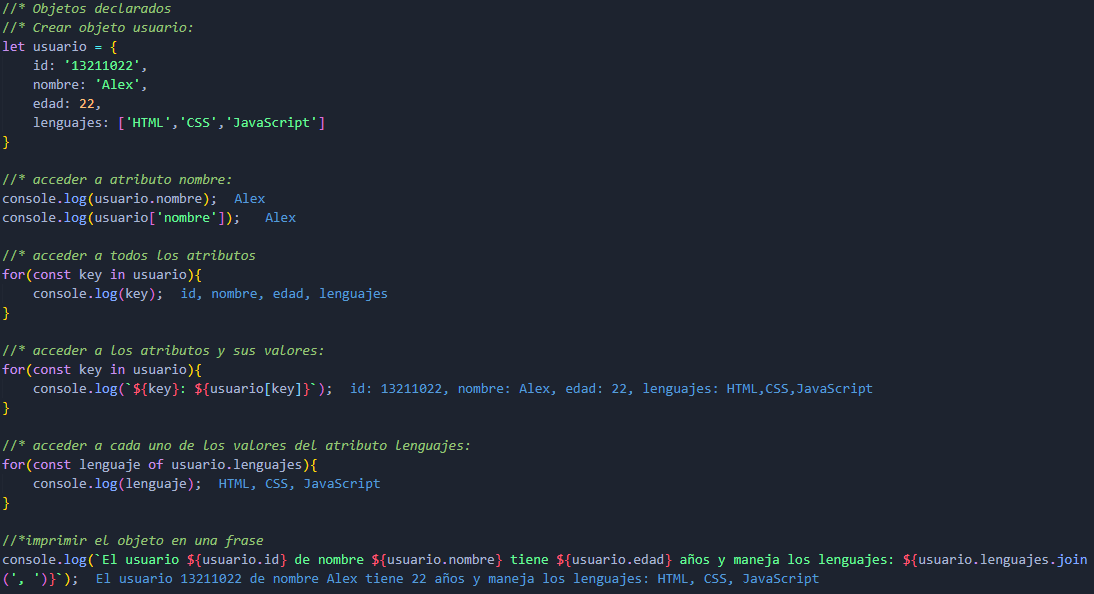 //* Objetos declarados
//* Crear objeto usuario:
let usuario = {
    id: '13211022',
    nombre: 'Alex',
    edad: 22,
    lenguajes: ['HTML','CSS','JavaScript']
}
//* acceder a atributo nombre:
console.log(usuario.nombre);  Alex
console.log(usuario['nombre']);   Alex
//* acceder a todos los atributos
for(const key in usuario){
    console.log(key);  id, nombre, edad, lenguajes
}
//* acceder a los atributos y sus valores:
for(const key in usuario){
    console.log(`${key}: ${usuario[key]}`);  id: 13211022, nombre: Alex, edad: 22, lenguajes: HTML,CSS,JavaScript
}
//* acceder a cada uno de los valores del atributo lenguajes:
for(const lenguaje of usuario.lenguajes){
    console.log(lenguaje);  HTML, CSS, JavaScript
}
//*imprimir el objeto en una frase
console.log(`El usuario ${usuario.id} de nombre ${usuario.nombre} tiene ${usuario.edad} años y maneja los lenguajes: ${usuario.lenguajes.join
(', ')}`);  El usuario 13211022 de nombre Alex tiene 22 años y maneja los lenguajes: HTML, CSS, JavaScript